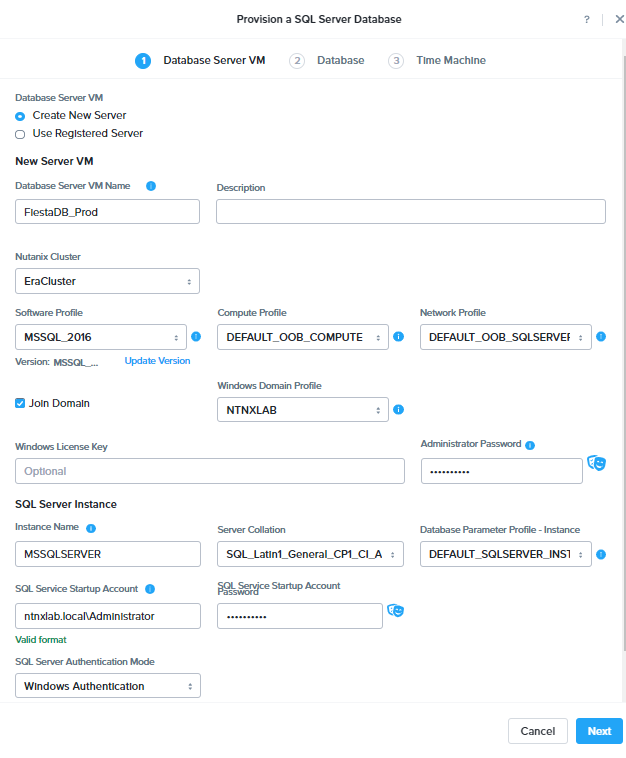 Provision a SQL Server Database
?
1 Database Server VM 2 Database 3 Time Machine
Database Server VM
Create New Server
Use Registered Server
New Server VM
Database Server VM Name Description
FiestaDB_Prod
Nutanix Cluster
EraCluster
Software Profile Compute Profile Network Profile
MSSQL_2016 DEFAULT_OOB_COMPUTE DEFAULT_OOB_SQLSERVER
Version: MSSQL_... Update Version
Windows Domain Profile
Join Domain NTNXLAB
Windows License Key Administrator Password
Optional ••••••••••
SQL Server Instance
Instance Name Server Collation Database Parameter Profile - Instance
MSSQLSERVER SQL_Latin1_General_CP1_CI_A DEFAULT_SQLSERVER_INST
SQL Service Startup Account SQL Service Startup Account
Password
ntnxlab.local\Administrator ••••••••••
Valid format
SQL Server Authentication Mode
Windows Authentication
Cancel Next